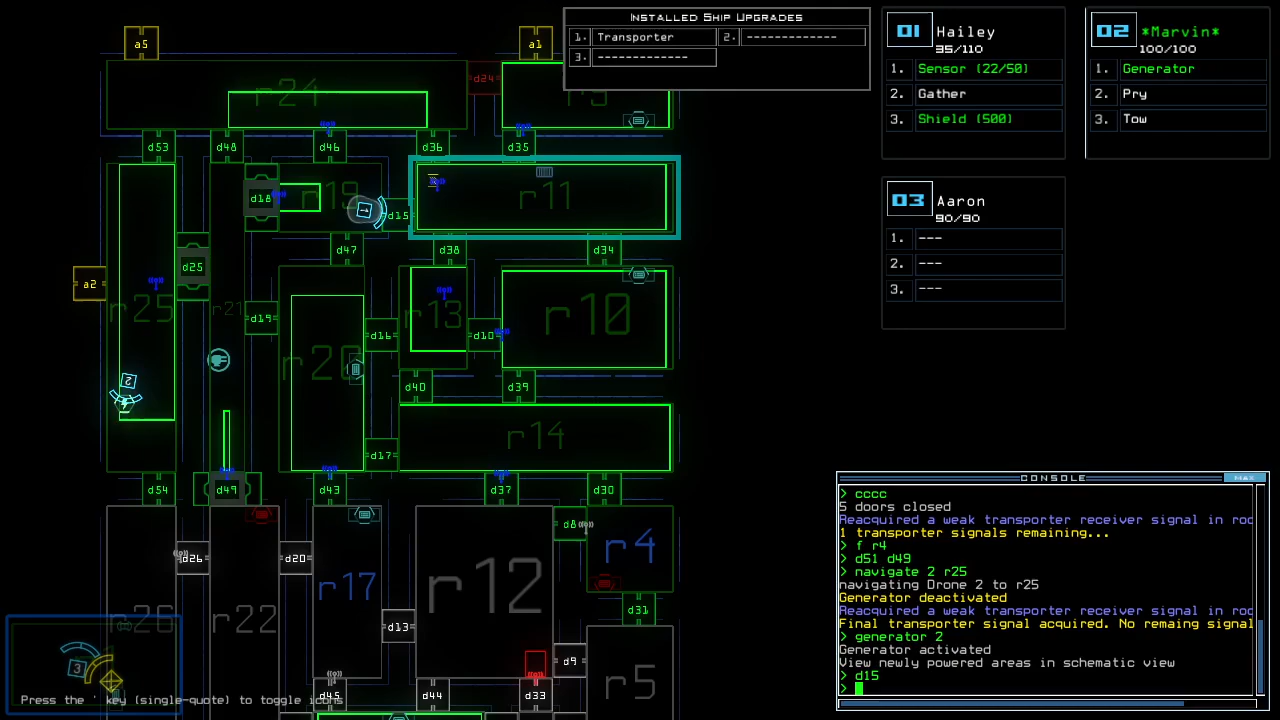 Installed Ship Upgrades
1. Transporter 2. -------------
3. -------------
01 Hailey
35/110
1. Sensor (22/50)
2. Gather
3. Shield (500)
02 *Marvin*
100/100
1. Generator
2. Pry
3. Tow
03 Aaron
90/90
1. ---
2. ---
3. ---
a5
a1
r24
d24
d53
d48
d46
d36
d35
d18
r19
d15
r11
d25
d47
d38
d34
a2
r25
r21
d19
r20
d16
r13
d10
r10
2
d40
d39
r14
d17
d54
d49
d43
d37
d30
d26
d20
r17
r12
d8
r4
r26
r22
d13
d31
3
d9
r5
d45
d44
d33
Press the ' key (single-quote) to toggle icons
CONSOLE
MAX
> cccc
5 doors closed
Reacquired a weak transporter receiver signal in roo
1 transporter signals remaining...
> f r4
> d51 d49
> navigate 2 r25
navigating Drone 2 to r25
Generator deactivated
Reacquired a weak transporter receiver signal in roo
Final transporter signal acquired. No remaing signal
> generator 2
Generator activated
View newly powered areas in schematic view
> d15
>